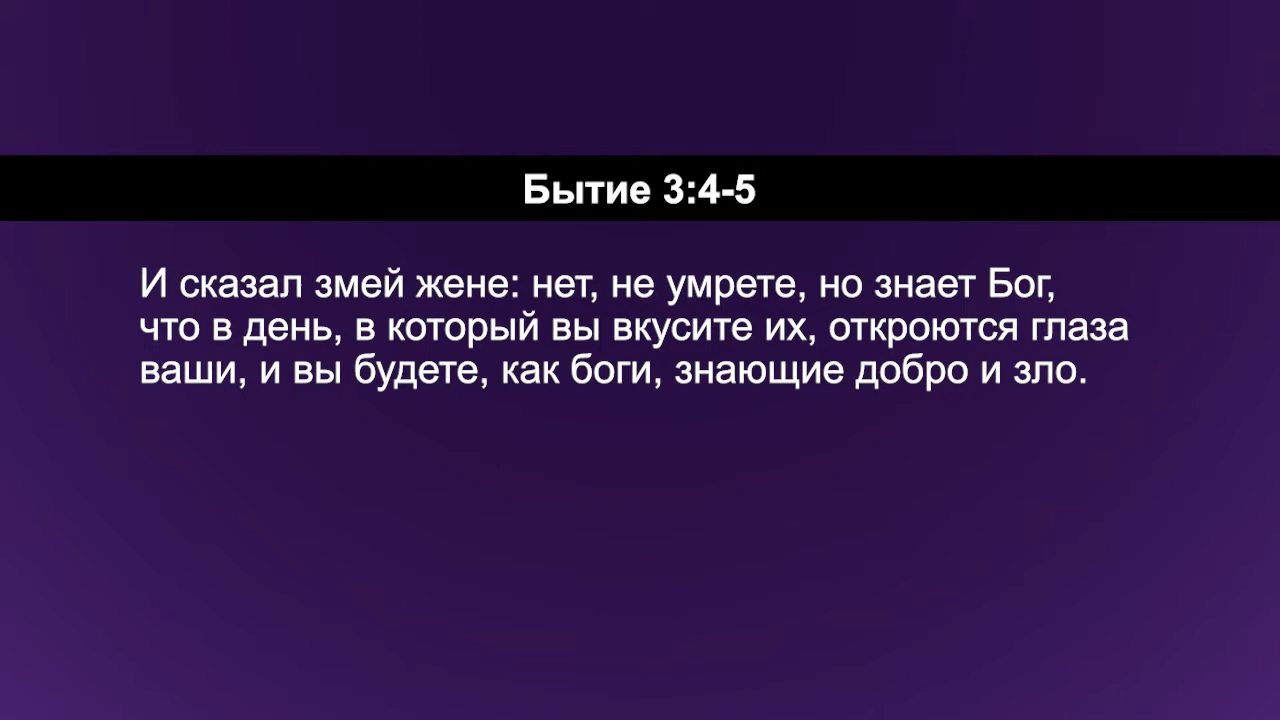 Бытие 3:4-5
И сказал змей жене: нет, не умрете, но знает Бог,
что в день, в который вы вкусите их, откроются глаза
ваши, и вы будете, как боги, знающие добро и зло.